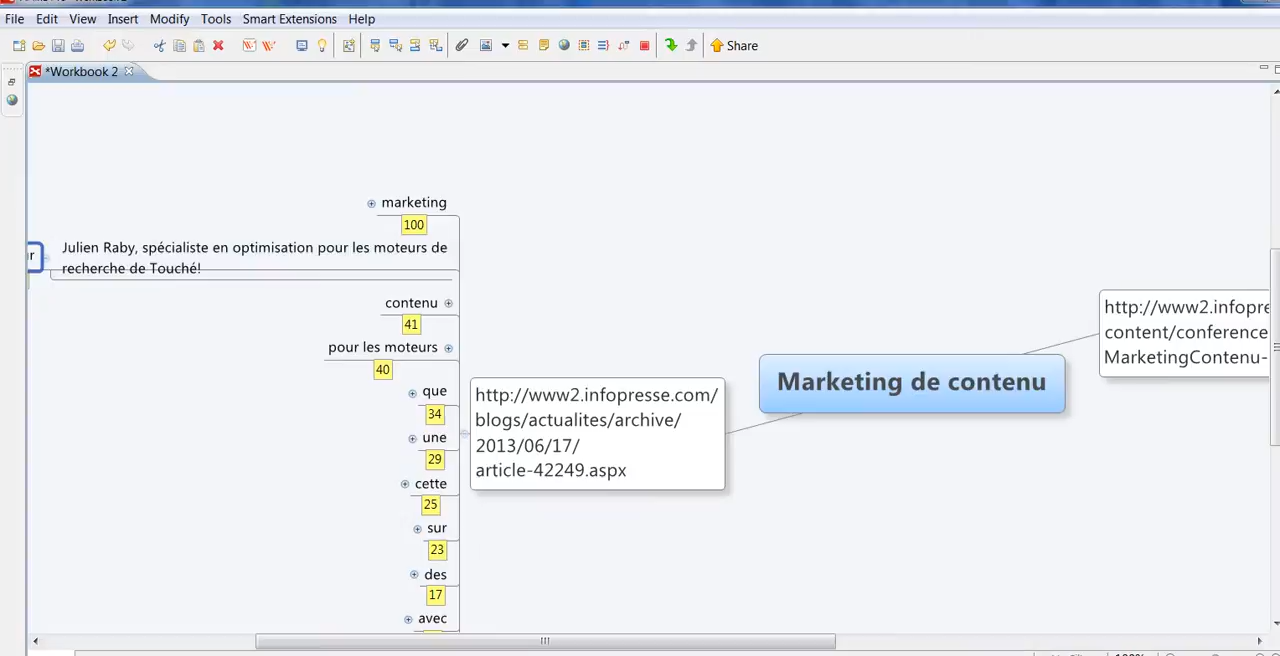 File Edit View Insert Modify Tools Smart Extensions Help
Share
*Workbook 2
marketing
100
Julien Raby, spécialiste en optimisation pour les moteurs de
recherche de Touché!
contenu
41
pour les moteurs
40
que
34
une
29
cette
25
sur
23
des
17
avec
http://www2.infopresse.com/
blogs/actualites/archive/
2013/06/17/
article-42249.aspx
Marketing de contenu
http://www2.infopre
content/conference
MarketingContenu-